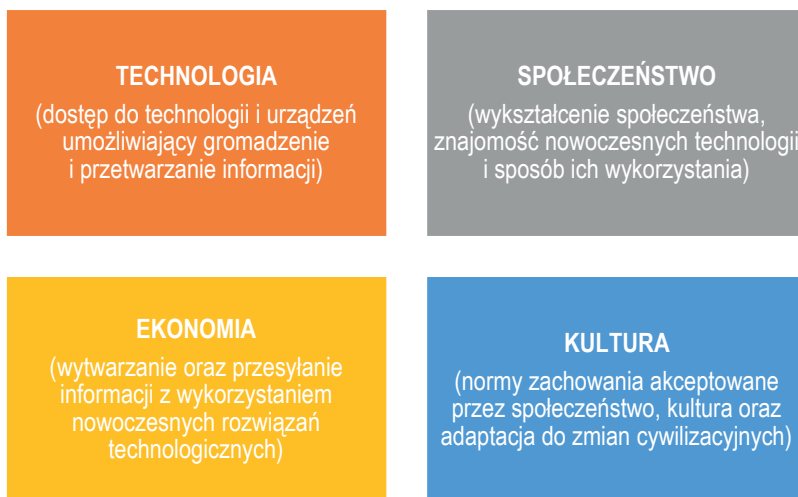 TECHNOLOGIA
(dostęp do technologii i urządzeń
umożliwiający gromadzenie
i przetwarzanie informacji)
SPOŁECZEŃSTWO
(wykształcenie społeczeństwa,
znajomość nowoczesnych technologii
i sposób ich wykorzystania)
EKONOMIA
(wytwarzanie oraz przesyłanie
informacji z wykorzystaniem
nowoczesnych rozwiązań
technologicznych)
KULTURA
(normy zachowania akceptowane
przez społeczeństwo, kultura oraz
adaptacja do zmian cywilizacyjnych)